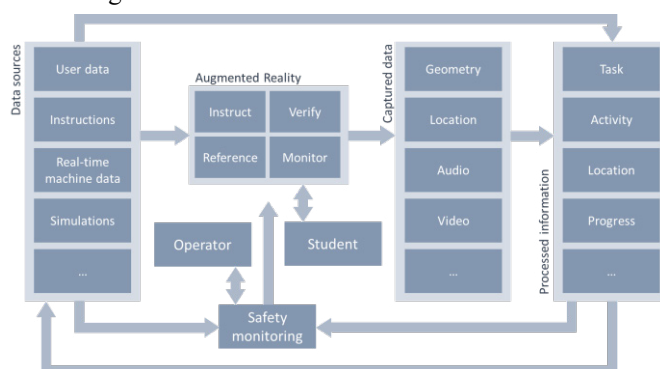 Data sources
User data
Instructions
Real-time
machine data
Simulations
...
Augmented Reality
Instruct
Verify
Reference
Monitor
Operator
Student
Safety
monitoring
Captured data
Geometry
Location
Audio
Video
...
Processed information
Task
Activity
Location
Progress
...